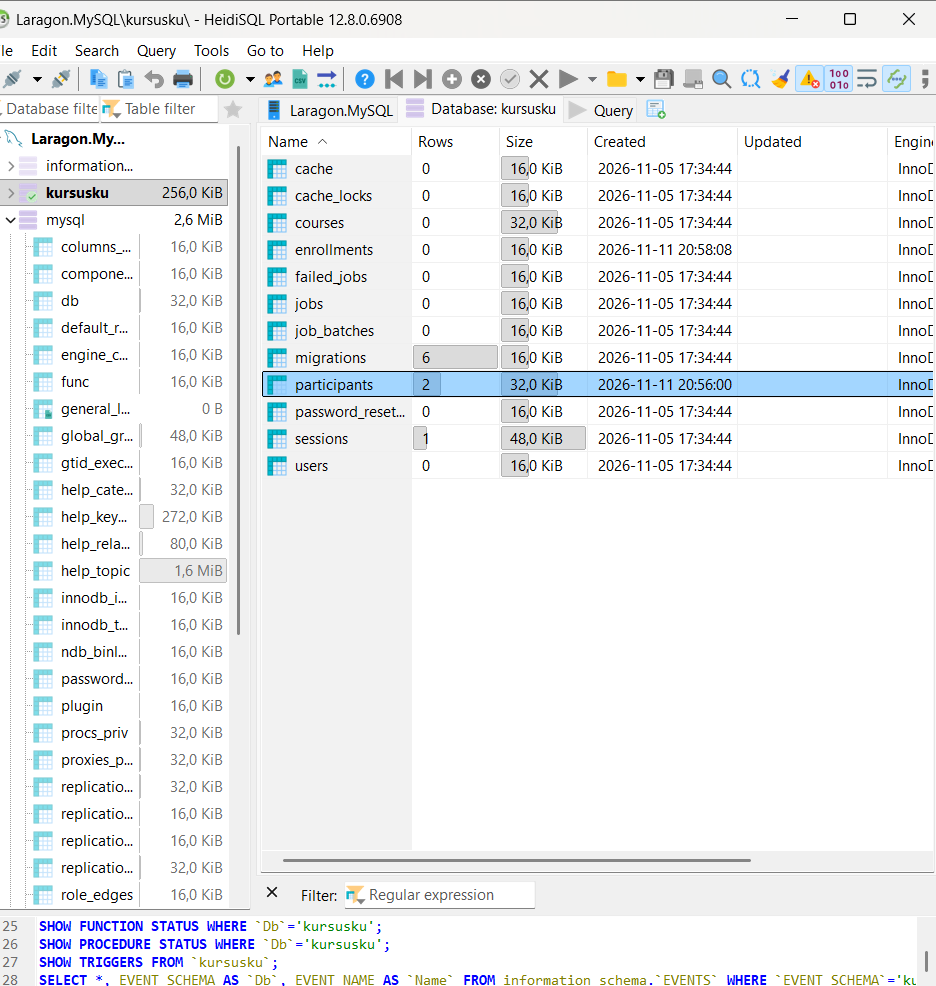 Laragon.MySQL\kursusku\ - HeidiSQL Portable 12.8.0.6908
le Edit Search Query Tools Go to Help
Database filte Table filter
Laragon.MySQL Database: kursusku Query
Laragon.My...
information...
kursusku 256,0 KiB
mysql 2,6 MiB
columns_... 16,0 KiB
compone... 16,0 KiB
db 32,0 KiB
default_r... 16,0 KiB
engine_c... 16,0 KiB
func 16,0 KiB
general_l... 0 B
global_gr... 48,0 KiB
gtid_exec... 16,0 KiB
help_cate... 32,0 KiB
help_key... 272,0 KiB
help_rela... 80,0 KiB
help_topic 1,6 MiB
innodb_i... 16,0 KiB
innodb_t... 16,0 KiB
ndb_binl... 16,0 KiB
password... 16,0 KiB
plugin 16,0 KiB
procs_priv 32,0 KiB
proxies_p... 32,0 KiB
replicatio... 32,0 KiB
replicatio... 16,0 KiB
replicatio... 16,0 KiB
replicatio... 32,0 KiB
role_edges 16,0 KiB
Name Rows Size Created Updated Engin
cache 0 16,0 KiB 2026-11-05 17:34:44 InnoD
cache_locks 0 16,0 KiB 2026-11-05 17:34:44 InnoD
courses 0 32,0 KiB 2026-11-05 17:34:44 InnoD
enrollments 0 16,0 KiB 2026-11-11 20:58:08 InnoD
failed_jobs 0 16,0 KiB 2026-11-05 17:34:44 InnoD
jobs 0 16,0 KiB 2026-11-05 17:34:44 InnoD
job_batches 0 16,0 KiB 2026-11-05 17:34:44 InnoD
migrations 6 16,0 KiB 2026-11-05 17:34:44 InnoD
participants 2 32,0 KiB 2026-11-11 20:56:00 InnoD
password_reset... 0 16,0 KiB 2026-11-05 17:34:44 InnoD
sessions 1 48,0 KiB 2026-11-05 17:34:44 InnoD
users 0 16,0 KiB 2026-11-05 17:34:44 InnoD
Filter: Regular expression
25 SHOW FUNCTION STATUS WHERE `Db`='kursusku';
26 SHOW PROCEDURE STATUS WHERE `Db`='kursusku';
27 SHOW TRIGGERS FROM `kursusku`;
28 SELECT *, EVENT_SCHEMA AS `Db`, EVENT_NAME AS `Name` FROM information_schema.`EVENTS` WHERE `EVENT_SCHEMA`='ku